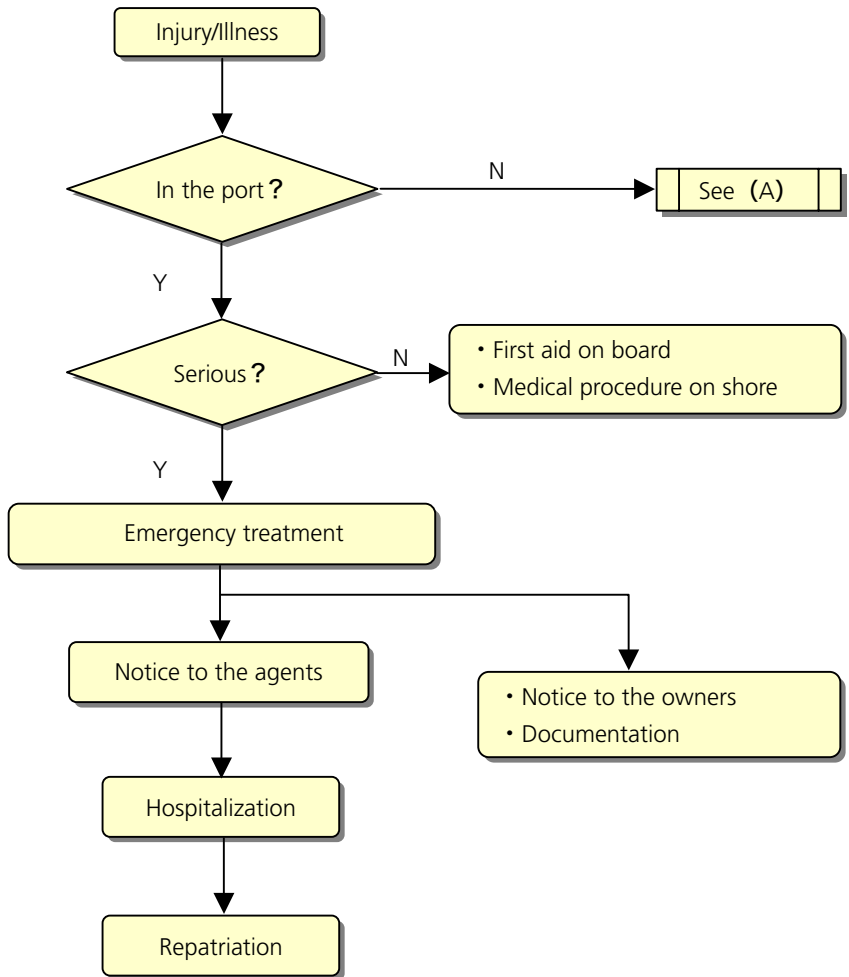 Injury/Illness
In the port?
N
See (A)
Y
Serious?
N
・First aid on board
・Medical procedure on shore
Y
Emergency treatment
Notice to the agents
・Notice to the owners
・Documentation
Hospitalization
Repatriation